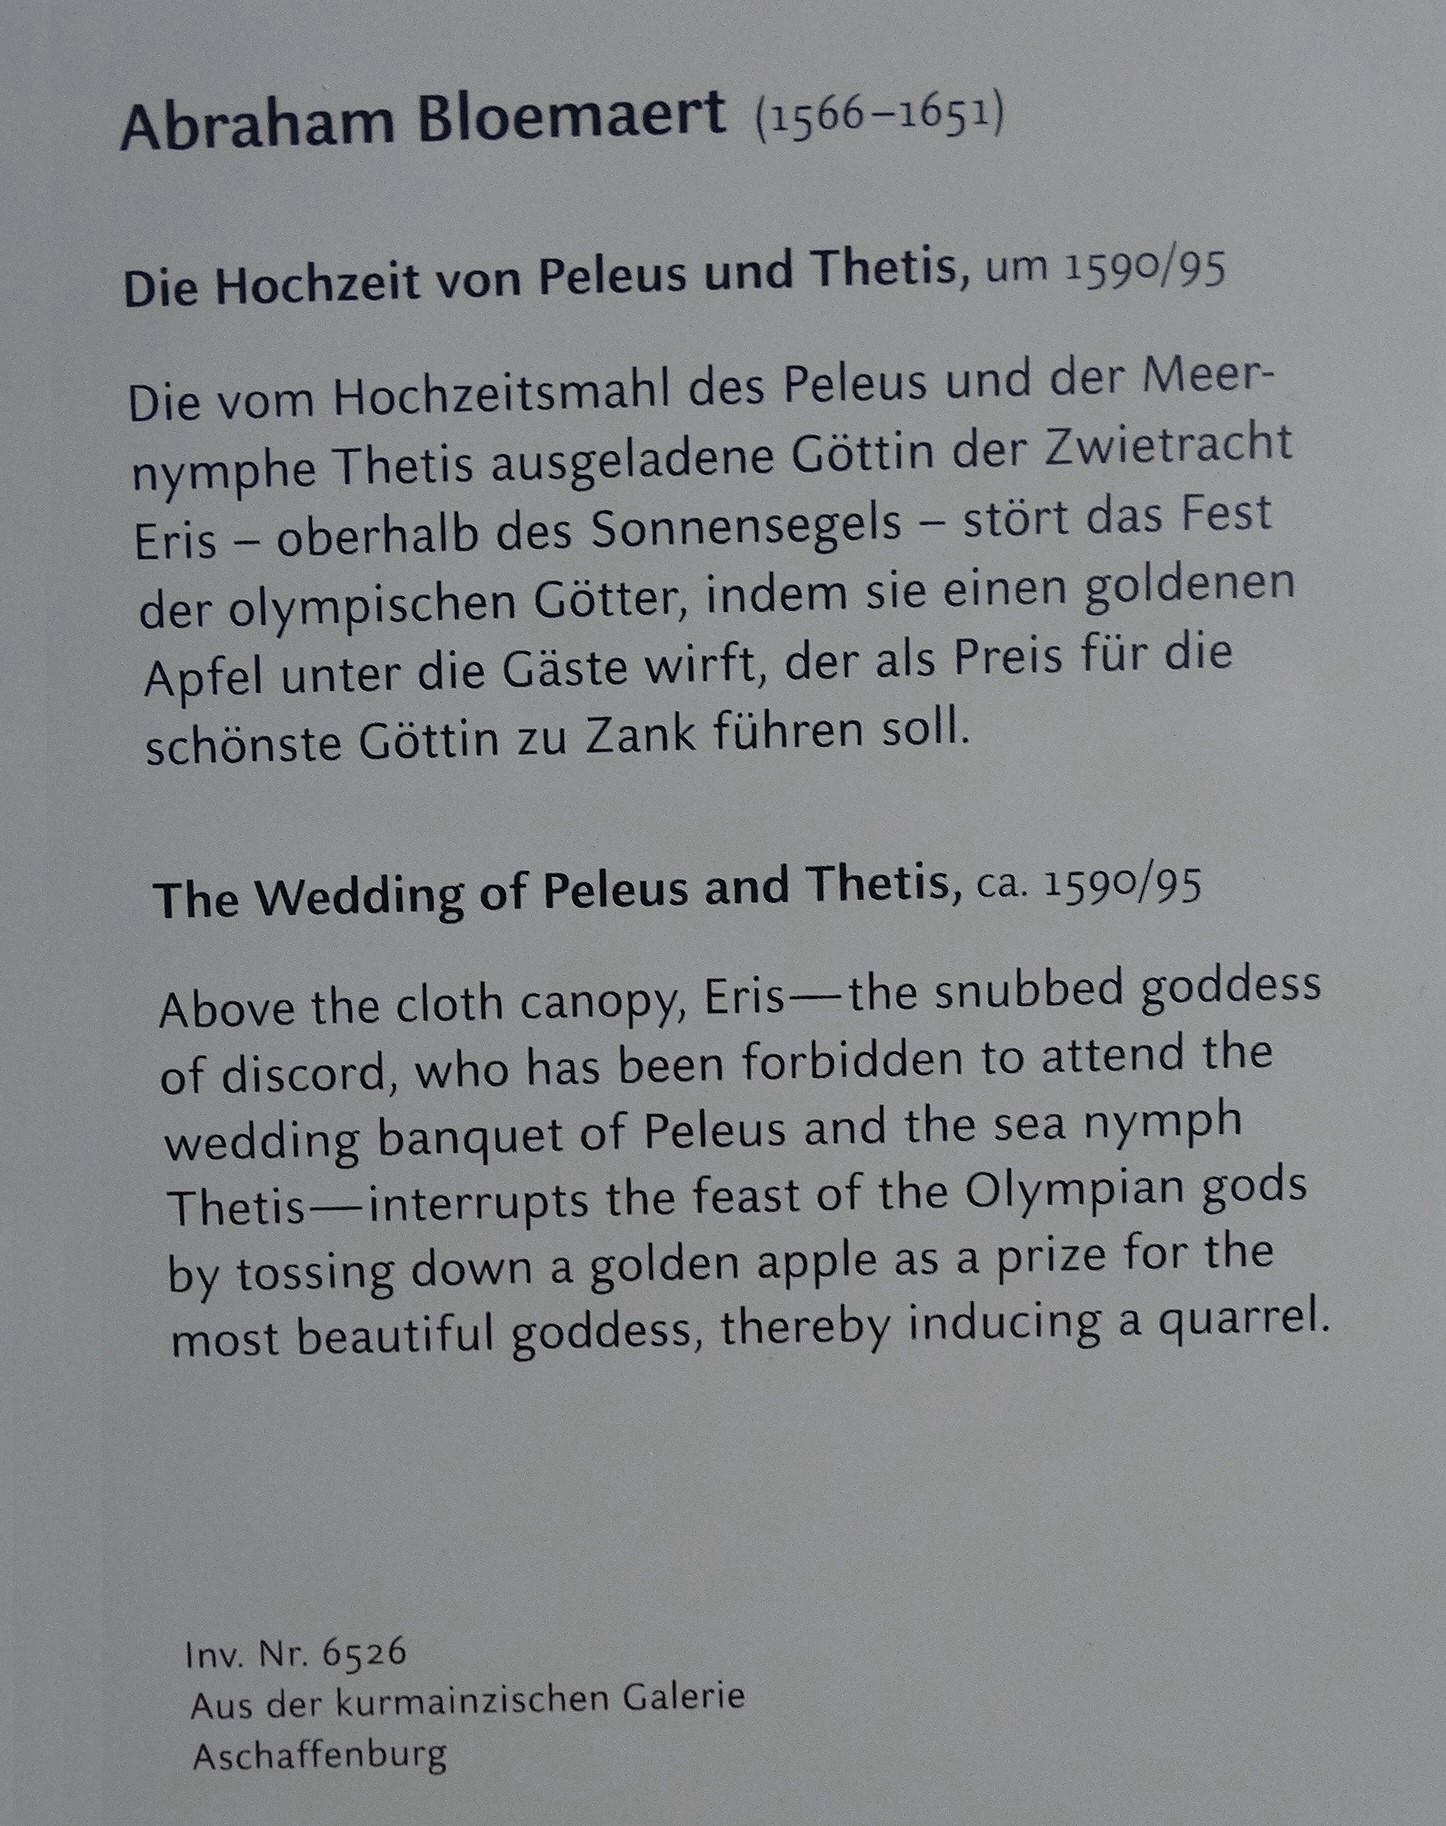 Abraham Bloemaert (1566–1651)
Die Hochzeit von Peleus und Thetis, um 1590/95
Die vom Hochzeitsmahl des Peleus und der Meer-
nymphe Thetis ausgeladene Göttin der Zwietracht
Eris – oberhalb des Sonnensegels – stört das Fest
der olympischen Götter, indem sie einen goldenen
Apfel unter die Gäste wirft, der als Preis für die
schönste Göttin zu Zank führen soll.
The Wedding of Peleus and Thetis, ca. 1590/95
Above the cloth canopy, Eris—the snubbed goddess
of discord, who has been forbidden to attend the
wedding banquet of Peleus and the sea nymph
Thetis—interrupts the feast of the Olympian gods
by tossing down a golden apple as a prize for the
most beautiful goddess, thereby inducing a quarrel.
Inv. Nr. 6526
Aus der kurmainzischen Galerie
Aschaffenburg